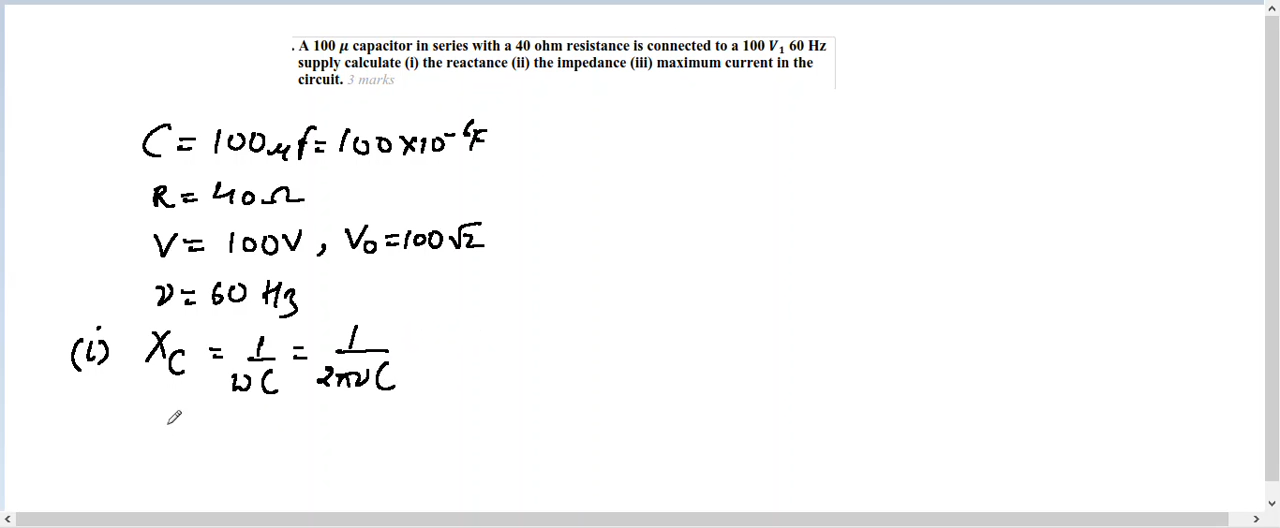 . A 100 μ capacitor in series with a 40 ohm resistance is connected to a 100 V₁ 60 Hz
supply calculate (i) the reactance (ii) the impedance (iii) maximum current in the
circuit. 3 marks
C = 100μf = 100×10⁻⁶F
R = 40Ω
V = 100V , V₀ = 100√2
ν = 60 Hz
(i) X_C = 1/ωC = 1/2πνC